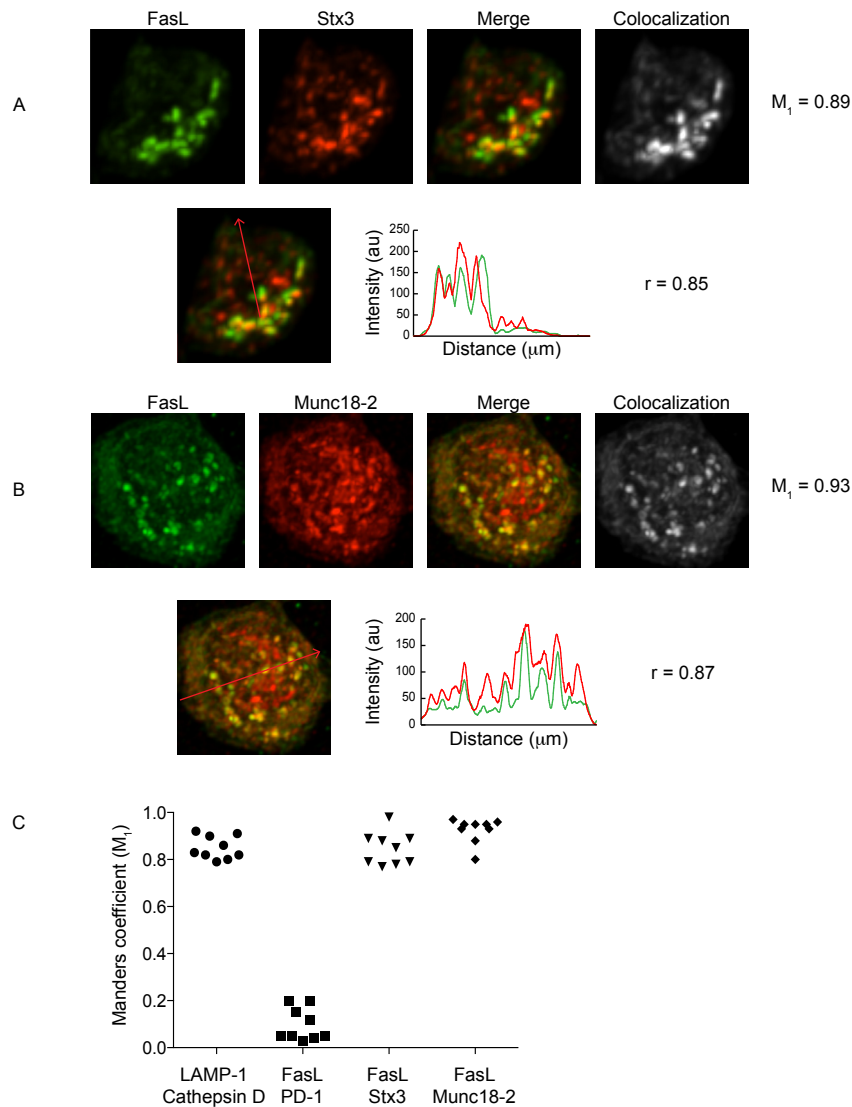 FasL Stx3 Merge Colocalization
A
M1 = 0.89
Intensity (au)
250
200
150
100
50
0
Distance (μm)
r = 0.85
FasL Munc18-2 Merge Colocalization
B
M1 = 0.93
Intensity (au)
200
150
100
50
0
Distance (μm)
r = 0.87
C
Manders coefficient (M1)
1.0
0.8
0.6
0.4
0.2
0.0
LAMP-1 FasL FasL FasL
Cathepsin D PD-1 Stx3 Munc18-2